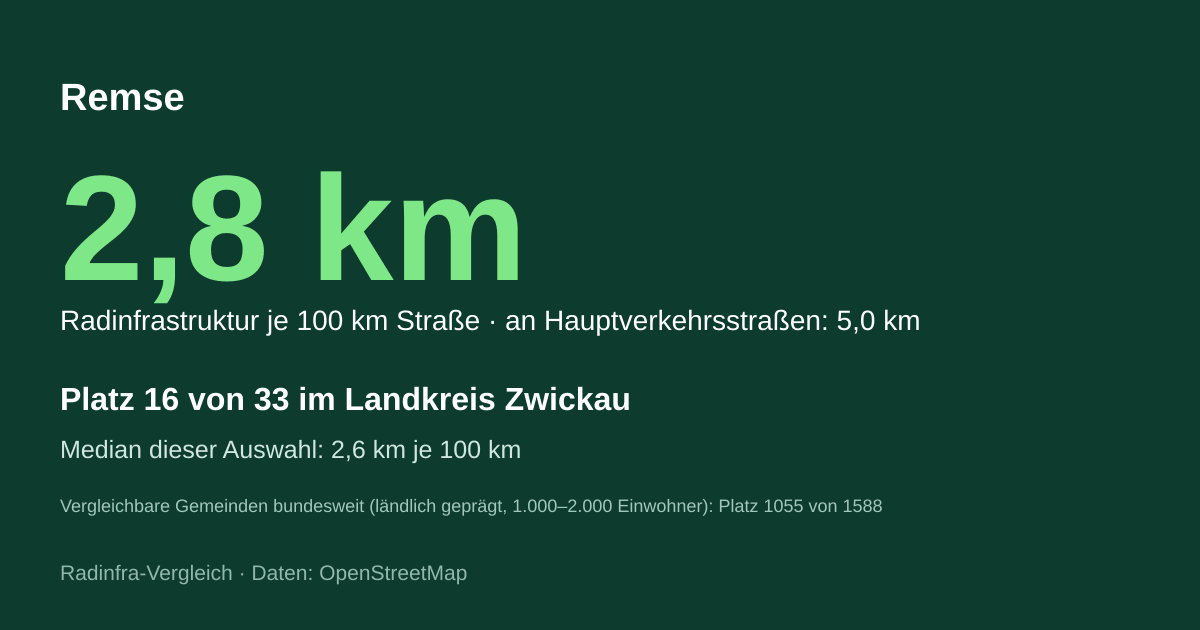 Remse
2,8 km
Radinfrastruktur je 100 km Straße · an Hauptverkehrsstraßen: 5,0 km
Platz 16 von 33 im Landkreis Zwickau
Median dieser Auswahl: 2,6 km je 100 km
Vergleichbare Gemeinden bundesweit (ländlich geprägt, 1.000–2.000 Einwohner): Platz 1055 von 1588
Radinfra-Vergleich · Daten: OpenStreetMap